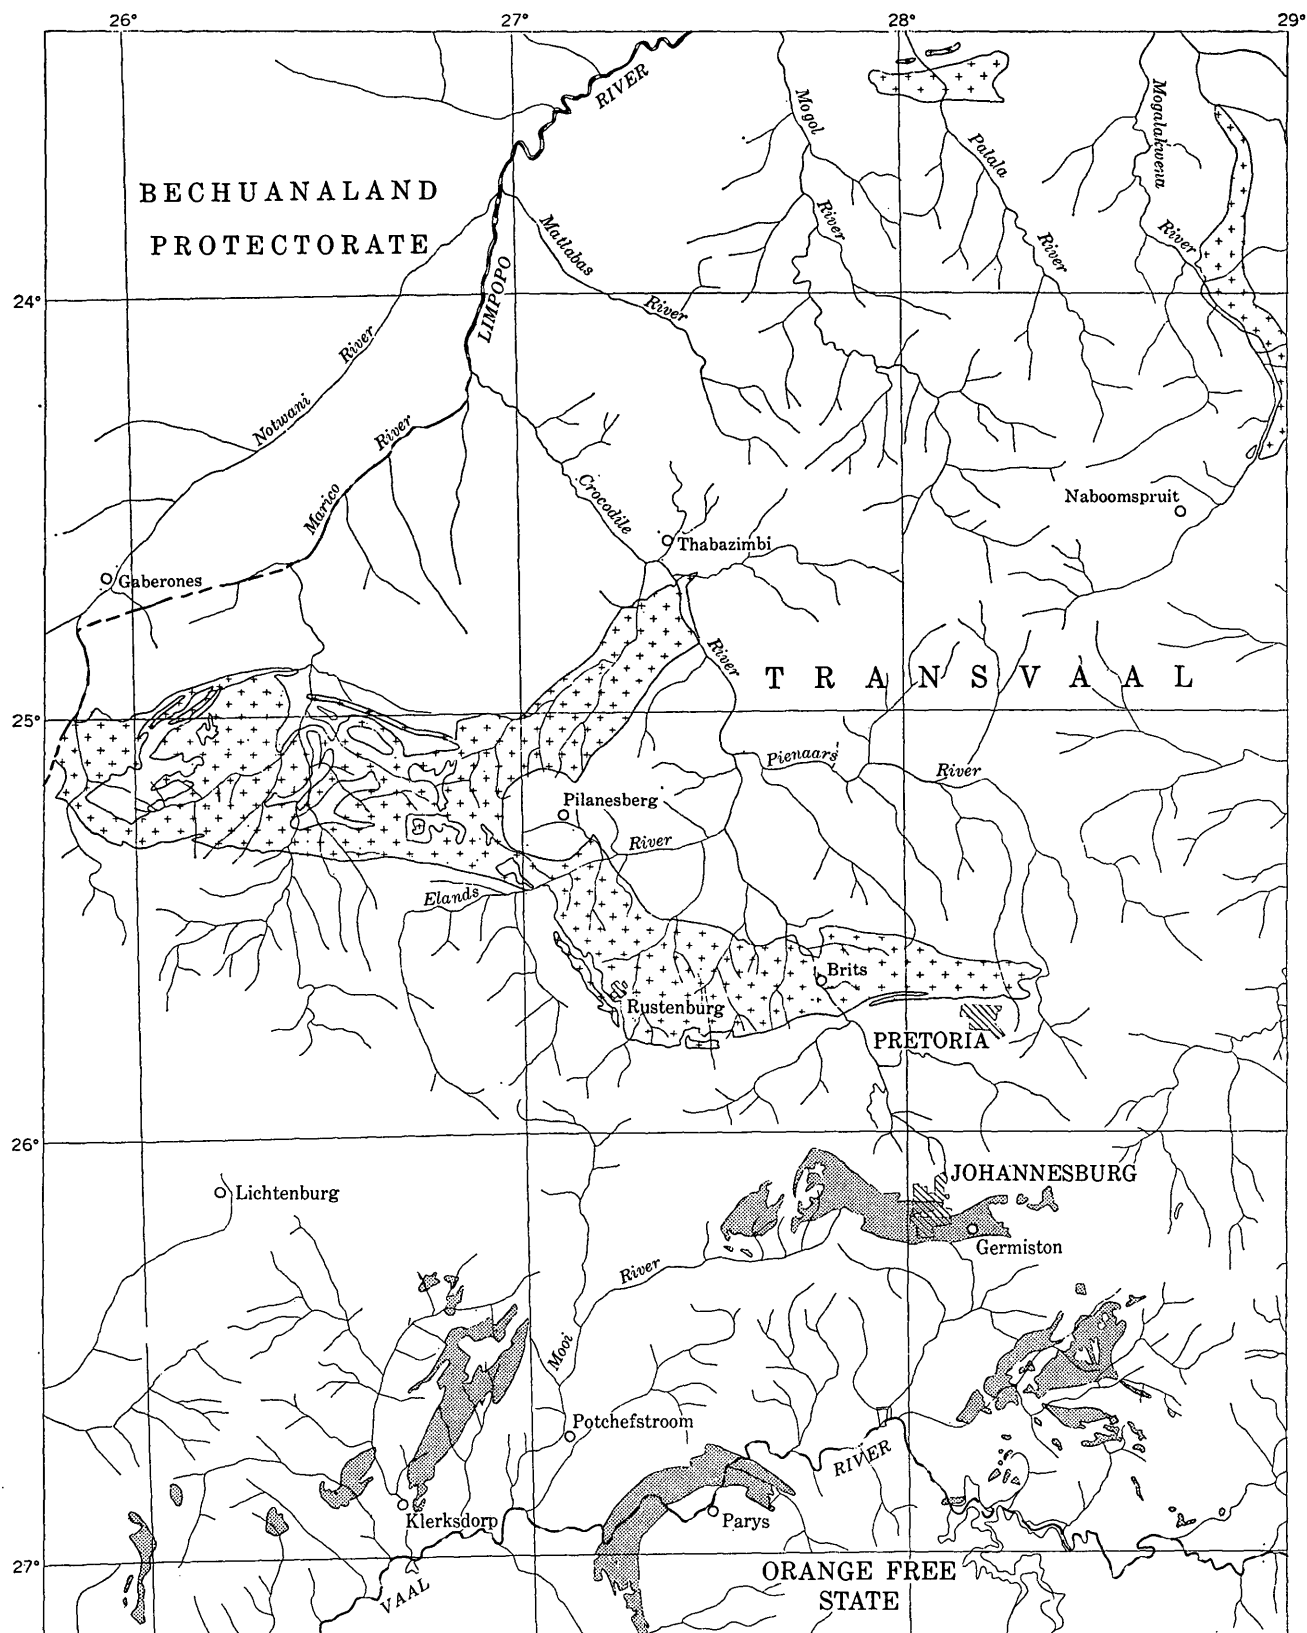 26° 27° 28° 29°
RIVER
Mogol
Palala
Mogalakwena
BECHUANALAND
PROTECTORATE
Matlabas
River
River
River
River
24°
LIMPOPO
River
Notwani
River
Marico
Crocodile
Naboomspruit
Thabazimbi
Gaberones
River
TRANSVAAL
25°
Pienaars'
River
Pilanesberg
River
Elands
Brits
Rustenburg
PRETORIA
26°
JOHANNESBURG
Lichtenburg
Germiston
River
Mooi
Potchefstroom
RIVER
Klerksdorp
Parys
27°
ORANGE FREE
STATE
VAAL